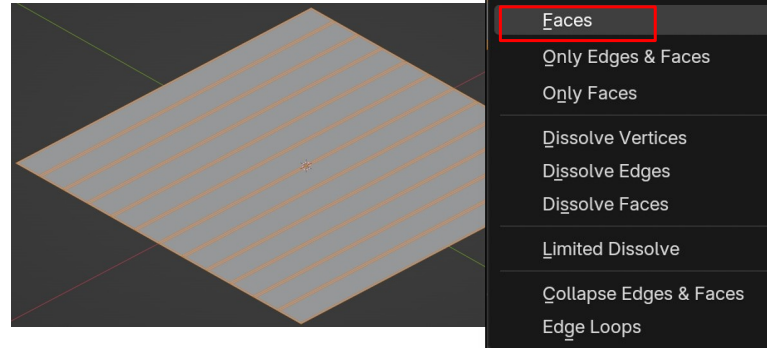 Faces
Only Edges & Faces
Only Faces
Dissolve Vertices
Dissolve Edges
Dissolve Faces
Limited Dissolve
Collapse Edges & Faces
Edge Loops